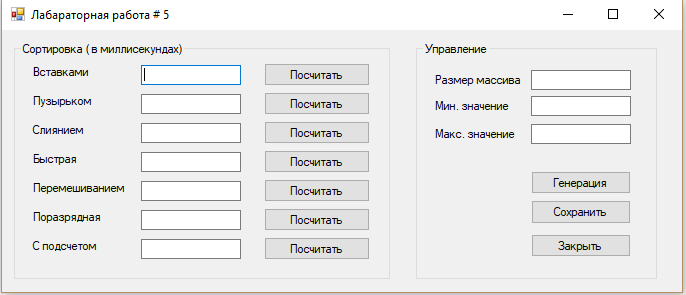 Лабараторная работа # 5
Сортировка ( в миллисекундах)
Вставками Посчитать
Пузырьком Посчитать
Слиянием Посчитать
Быстрая Посчитать
Перемешиванием Посчитать
Поразрядная Посчитать
С подсчетом Посчитать
Управление
Размер массива
Мин. значение
Макс. значение
Генерация
Сохранить
Закрыть